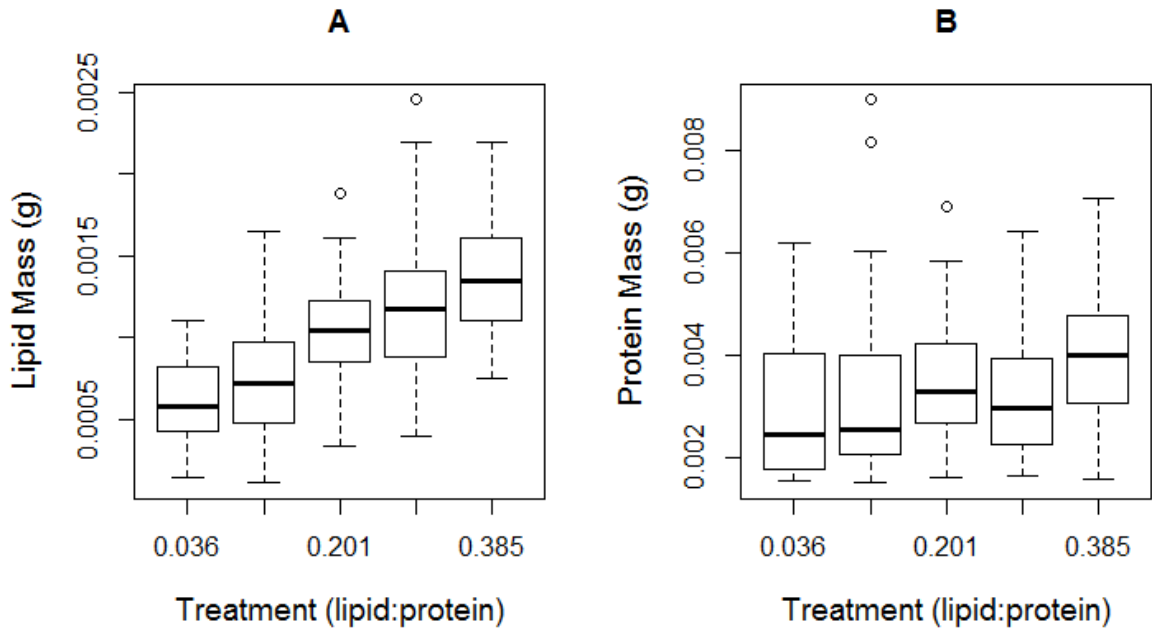 A
Lipid Mass (g)
0.0025
0.0015
0.0005
0.036 0.201 0.385
Treatment (lipid:protein)
B
Protein Mass (g)
0.008
0.006
0.004
0.002
0.036 0.201 0.385
Treatment (lipid:protein)